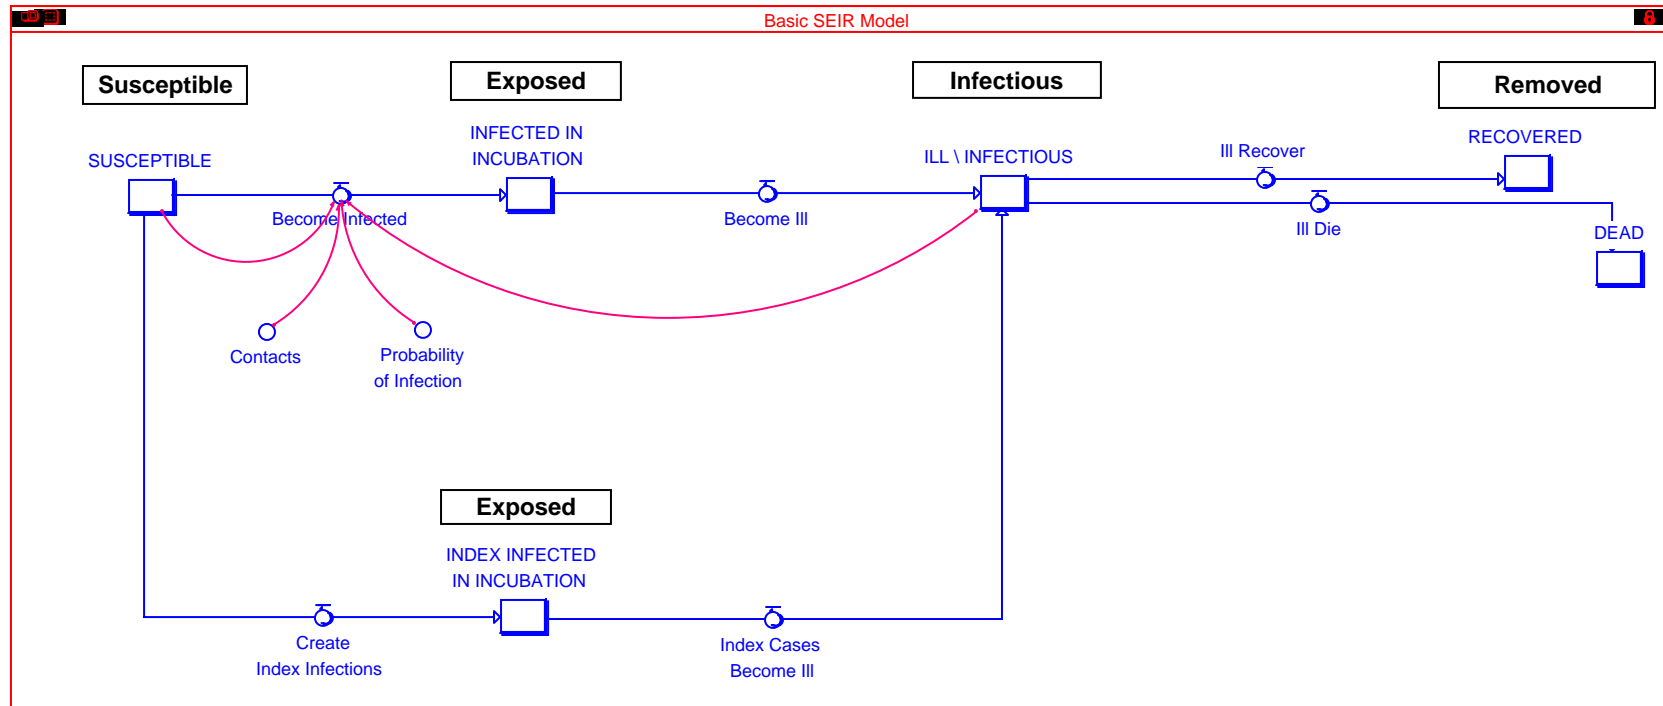 Basic SEIR Model
Susceptible
Exposed
Infectious
Removed
SUSCEPTIBLE
INFECTED IN
INCUBATION
ILL \ INFECTIOUS
Ill Recover
RECOVERED
Become Infected
Become Ill
Ill Die
DEAD
Contacts
Probability
of Infection
Exposed
INDEX INFECTED
IN INCUBATION
Create
Index Infections
Index Cases
Become Ill